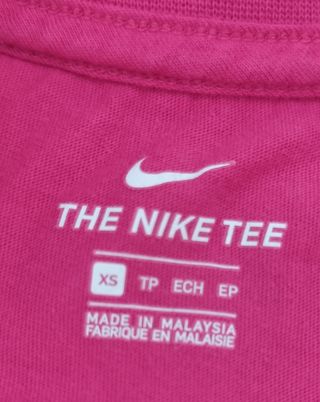 THE NIKE TEE
XS TP ECH EP
MADE IN MALAYSIA
FABRIQUE EN MALAISIE